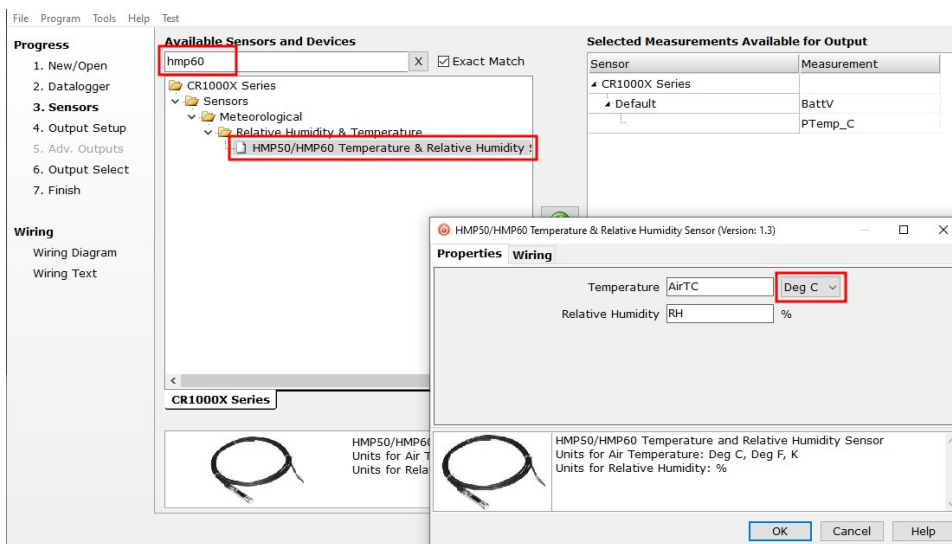 File Program Tools Help Test
Progress
1. New/Open
2. Datalogger
3. Sensors
4. Output Setup
5. Adv. Outputs
6. Output Select
7. Finish
Wiring
Wiring Diagram
Wiring Text
Available Sensors and Devices
hmp60 X Exact Match
CR1000X Series
Sensors
Meteorological
Relative Humidity & Temperature
HMP50/HMP60 Temperature & Relative Humidity
CR1000X Series
HMP50/HMP60
Units for Air T
Units for Rela
Selected Measurements Available for Output
Sensor Measurement
CR1000X Series
Default BattV
PTemp_C
HMP50/HMP60 Temperature & Relative Humidity Sensor (Version: 1.3)
Properties Wiring
Temperature AirTC Deg C
Relative Humidity RH %
HMP50/HMP60 Temperature and Relative Humidity Sensor
Units for Air Temperature: Deg C, Deg F, K
Units for Relative Humidity: %
OK Cancel Help